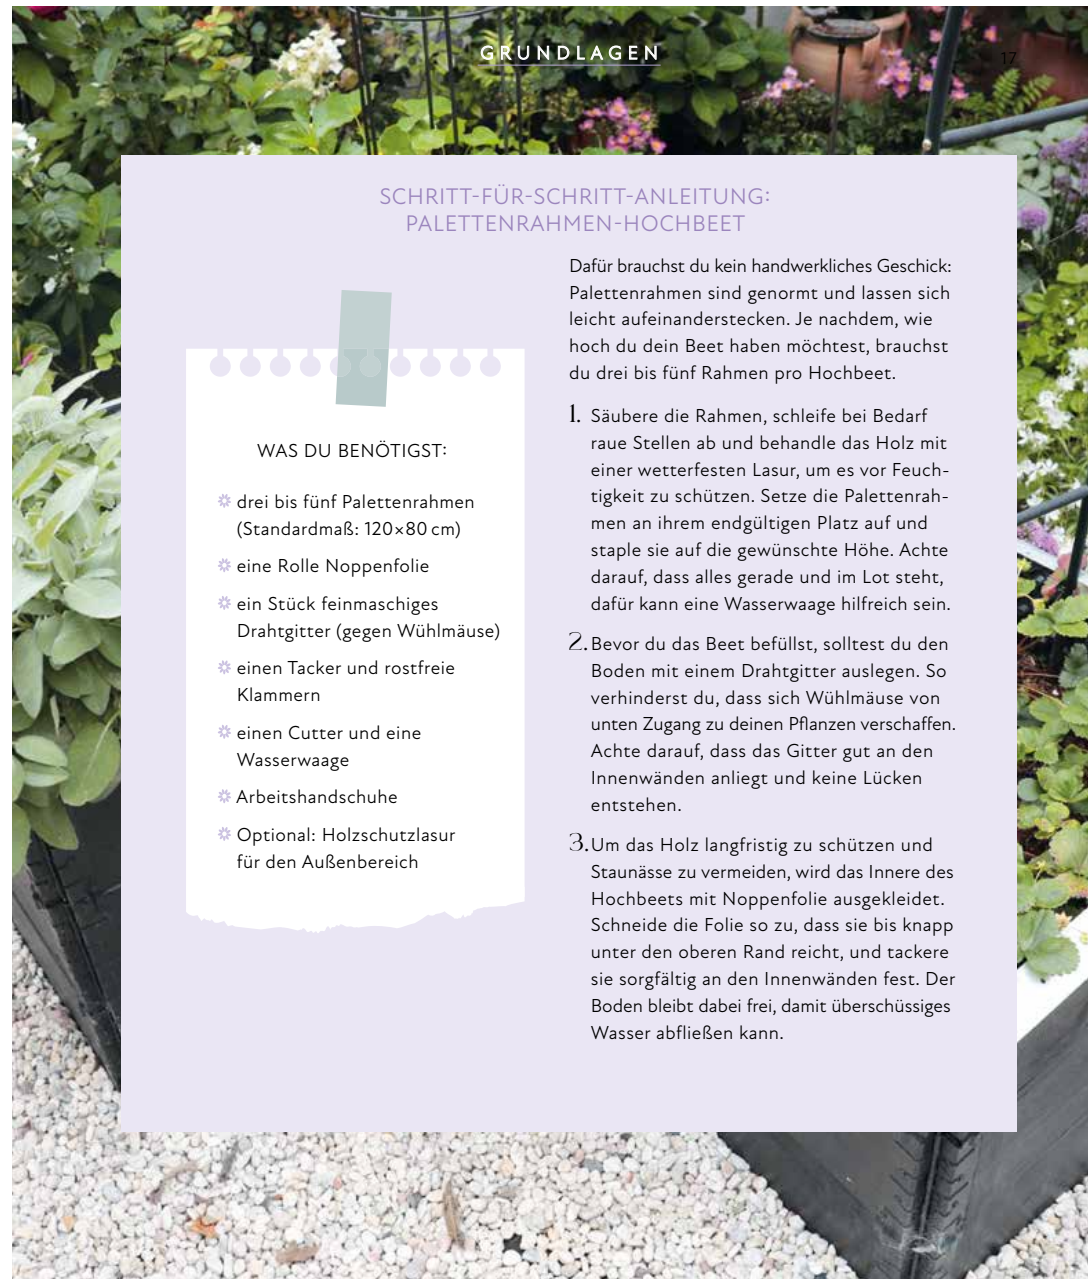 GRUNDLAGEN
17
SCHRITT-FÜR-SCHRITT-ANLEITUNG:
PALETTENRAHMEN-HOCHBEET
WAS DU BENÖTIGST:
drei bis fünf Palettenrahmen
(Standardmaß: 120×80 cm)
eine Rolle Noppenfolie
ein Stück feinmaschiges
Drahtgitter (gegen Wühlmäuse)
einen Tacker und rostfreie
Klammern
einen Cutter und eine
Wasserwaage
Arbeitshandschuhe
Optional: Holzschutzlasur
für den Außenbereich
Dafür brauchst du kein handwerkliches Geschick:
Palettenrahmen sind genormt und lassen sich
leicht aufeinanderstecken. Je nachdem, wie
hoch du dein Beet haben möchtest, brauchst
du drei bis fünf Rahmen pro Hochbeet.
1. Säubere die Rahmen, schleife bei Bedarf
raue Stellen ab und behandle das Holz mit
einer wetterfesten Lasur, um es vor Feuch-
tigkeit zu schützen. Setze die Palettenrah-
men an ihrem endgültigen Platz auf und
staple sie auf die gewünschte Höhe. Achte
darauf, dass alles gerade und im Lot steht,
dafür kann eine Wasserwaage hilfreich sein.
2. Bevor du das Beet befüllst, solltest du den
Boden mit einem Drahtgitter auslegen. So
verhinderst du, dass sich Wühlmäuse von
unten Zugang zu deinen Pflanzen verschaffen.
Achte darauf, dass das Gitter gut an den
Innenwänden anliegt und keine Lücken
entstehen.
3. Um das Holz langfristig zu schützen und
Staunässe zu vermeiden, wird das Innere des
Hochbeets mit Noppenfolie ausgekleidet.
Schneide die Folie so zu, dass sie bis knapp
unter den oberen Rand reicht, und tackere
sie sorgfältig an den Innenwänden fest. Der
Boden bleibt dabei frei, damit überschüssiges
Wasser abfließen kann.